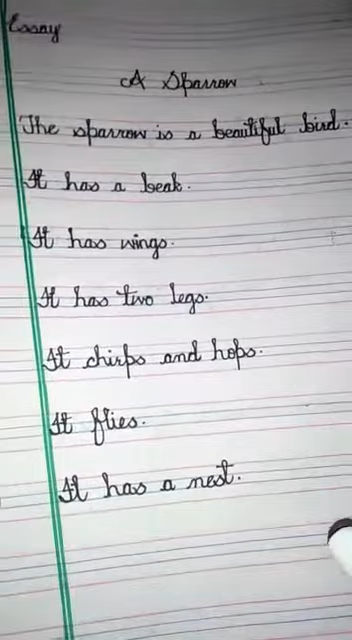 Essay
A Sparrow
The sparrow is a beautiful bird.
It has a beak.
It has wings.
It has two legs.
It chirps and hops.
It flies.
It has a nest.